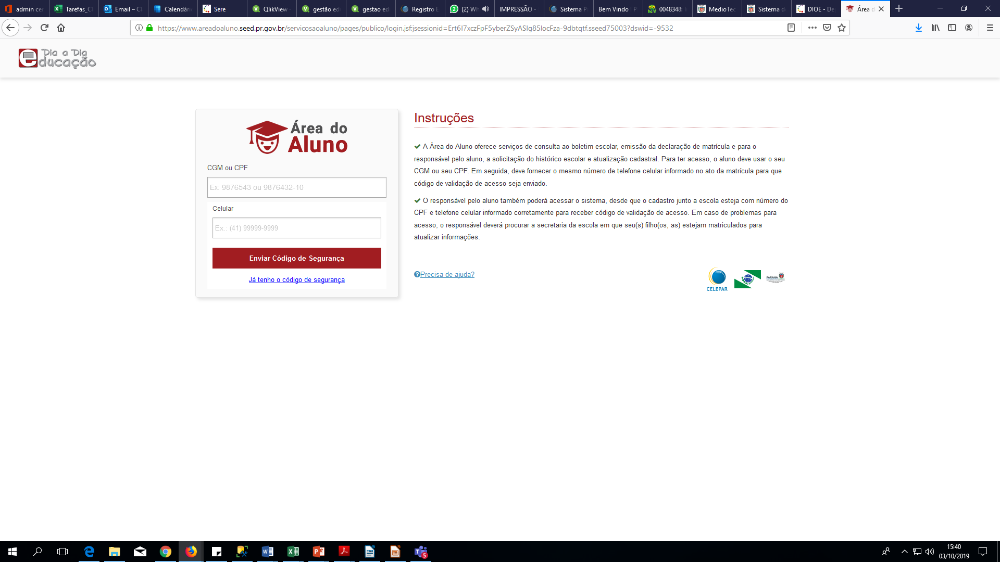 admin ce
Tarefas_C
Email – C
Calendári
Sere
QlikView
gestão ed
gestao ed
Registro E
(2) Wh
IMPRESSÃO -
Sistema P
Bem Vindo ! P
0048348:
MedioTec
Sistema d
DIOE - De
Área d
https://www.areadoaluno.seed.pr.gov.br/servicosaoaluno/pages/publico/login.jsf;jsessionid=Ert6I7xczFpF5yberZSyASIg85IocFza-9dbtqtf.sseed75003?dswid=-9532
Dia a Dia
educação
Área do
Aluno
CGM ou CPF
Ex: 9876543 ou 9876432-10
Celular
Ex.: (41) 99999-9999
Enviar Código de Segurança
Já tenho o código de segurança
Instruções
A Área do Aluno oferece serviços de consulta ao boletim escolar, emissão da declaração de matrícula e para o
responsável pelo aluno, a solicitação do histórico escolar e atualização cadastral. Para ter acesso, o aluno deve usar o seu
CGM ou seu CPF. Em seguida, deve fornecer o mesmo número de telefone celular informado no ato da matrícula para que
código de validação de acesso seja enviado.
O responsável pelo aluno também poderá acessar o sistema, desde que o cadastro junto a escola esteja com número do
CPF e telefone celular informado corretamente para receber código de validação de acesso. Em caso de problemas para
acesso, o responsável deverá procurar a secretaria da escola em que seu(s) filho(os, as) estejam matriculados para
atualizar informações.
Precisa de ajuda?
CELEPAR
PARANÁ
15:40
03/10/2019